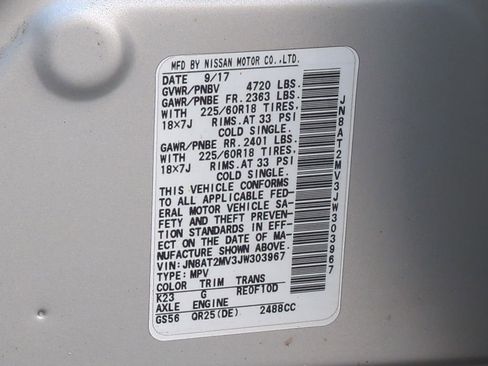 MFD BY NISSAN MOTOR CO.,LTD.
DATE 9/17
GVWR/PNBV 4720 LBS.
GAWR/PNBE FR. 2363 LBS.
WITH 225/60R18 TIRES,
18×7J RIMS,AT 33 PSI
COLD SINGLE.
GAWR/PNBE RR. 2401 LBS.
WITH 225/60R18 TIRES,
18×7J RIMS,AT 33 PSI
COLD SINGLE.
THIS VEHICLE CONFORMS
TO ALL APPLICABLE FED-
ERAL MOTOR VEHICLE SA-
FETY AND THEFT PREVEN-
TION STANDARDS IN EFF-
ECT ON THE DATE OF MA-
NUFACTURE SHOWN ABOVE.
VIN: JN8AT2MV3JW303967
TYPE: MPV
COLOR TRIM TRANS
K23 G RE0F10D
AXLE ENGINE
GS56 QR25(DE) 2488CC
JN8AT2MV3JW303967